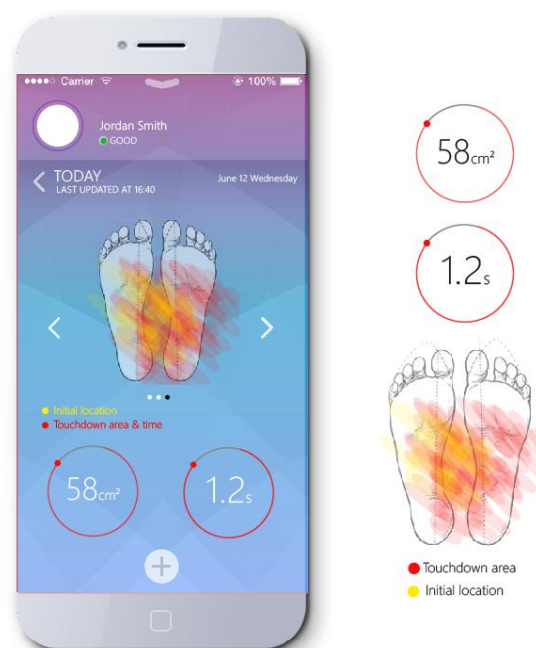 Carrier
100%
Jordan Smith
GOOD
TODAY
LAST UPDATED AT 16:40
June 12 Wednesday
Initial location
Touchdown area & time
58cm²
1.2s
58cm²
1.2s
Touchdown area
Initial location